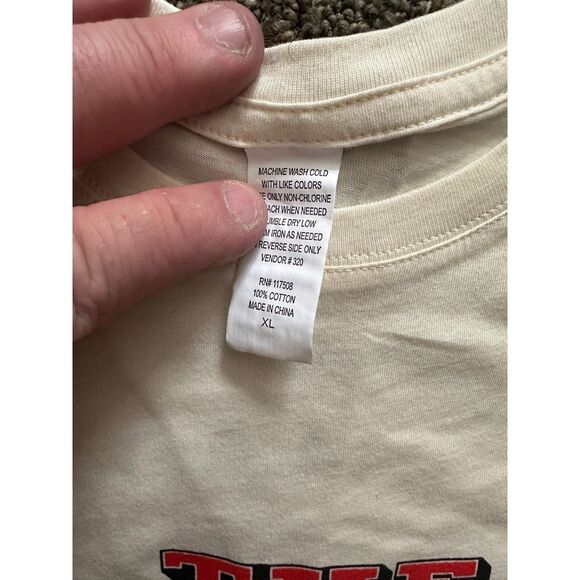 MACHINE WASH COLD
WITH LIKE COLORS
ONLY NON-CHLORINE
WHEN NEEDED
DRY LOW
IRON AS NEEDED
REVERSE SIDE ONLY
VENDOR # 320
RN# 117508
100% COTTON
MADE IN CHINA
XL
THE